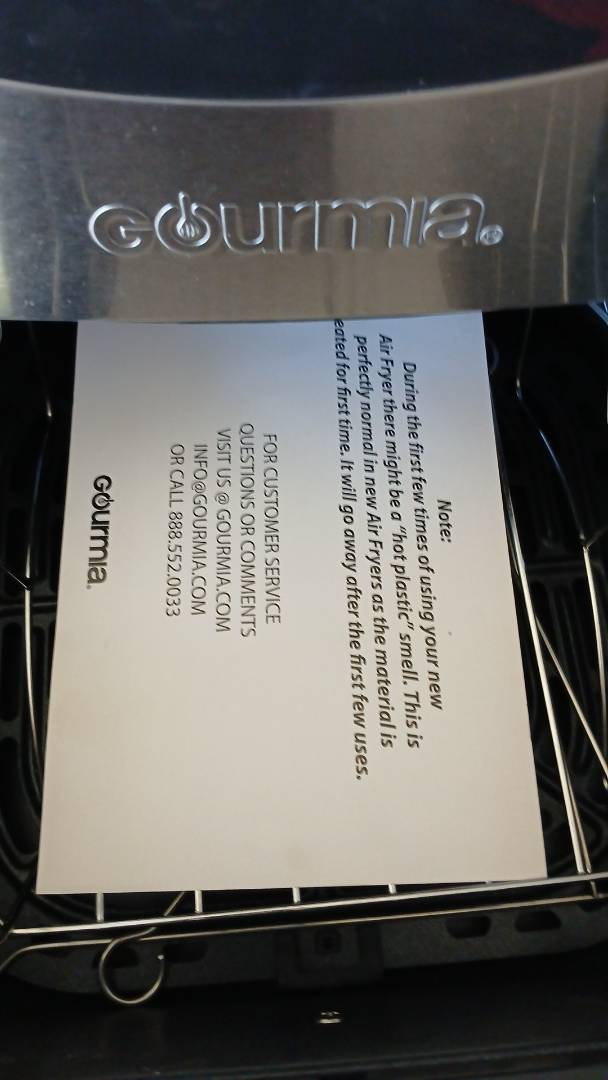 Gourmia®
Note:
During the first few times of using your new
Air Fryer there might be a "hot plastic" smell. This is
perfectly normal in new Air Fryers as the material is
eated for first time. It will go away after the first few uses.
FOR CUSTOMER SERVICE
QUESTIONS OR COMMENTS
VISIT US @ GOURMIA.COM
INFO@GOURMIA.COM
OR CALL 888.552.0033
Gourmia.